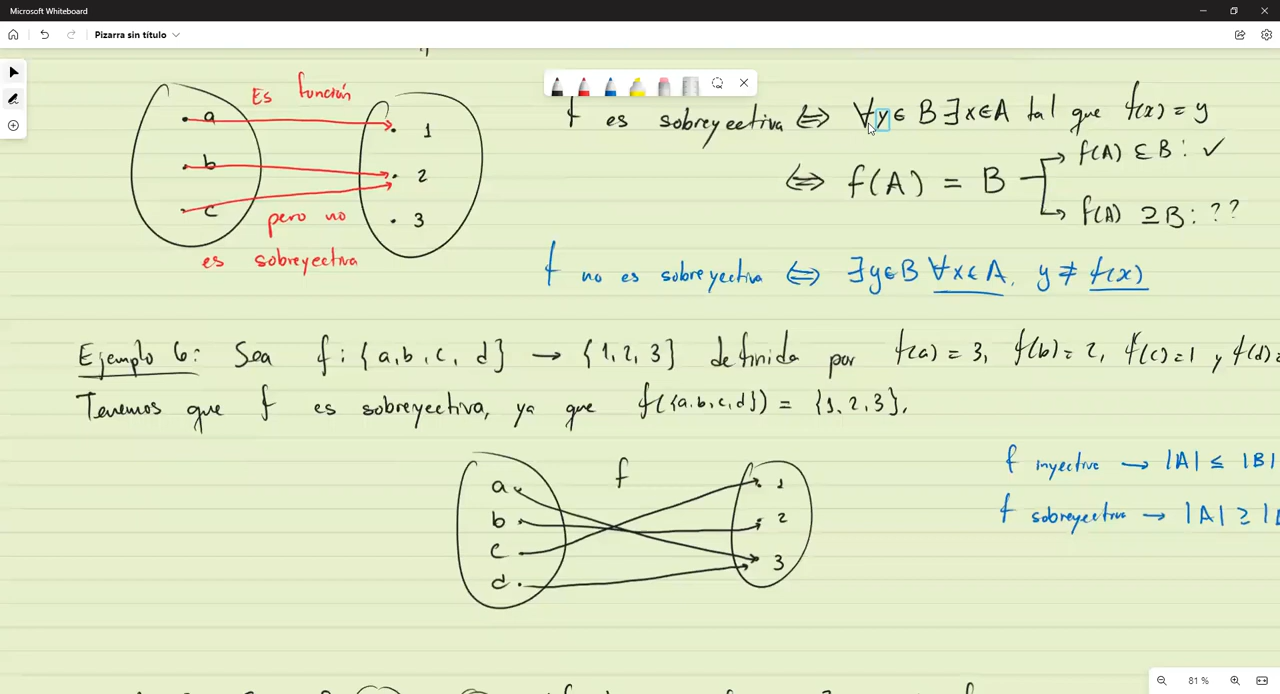 Microsoft Whiteboard
Pizarra sin título
Es función
a
b
c
1
2
3
pero no
es sobreyectiva
f es sobreyectiva ⟺ ∀y ∈ B ∃x∈A tal que f(x) = y
⟺ f(A) = B
f(A) ⊆ B: ✓
f(A) ⊇ B: ??
f no es sobreyectiva ⟺ ∃y∈B ∀x∈A, y ≠ f(x)
Ejemplo 6: Sea f: {a, b, c, d} → {1, 2, 3} definida por f(a) = 3, f(b) = 2, f(c) = 1 y f(d) =
Tenemos que f es sobreyectiva, ya que f({a,b,c,d}) = {1, 2, 3}.
f
a
b
c
d
1
2
3
f inyectiva → |A| ≤ |B|
f sobreyectiva → |A| ≥ |
81 %